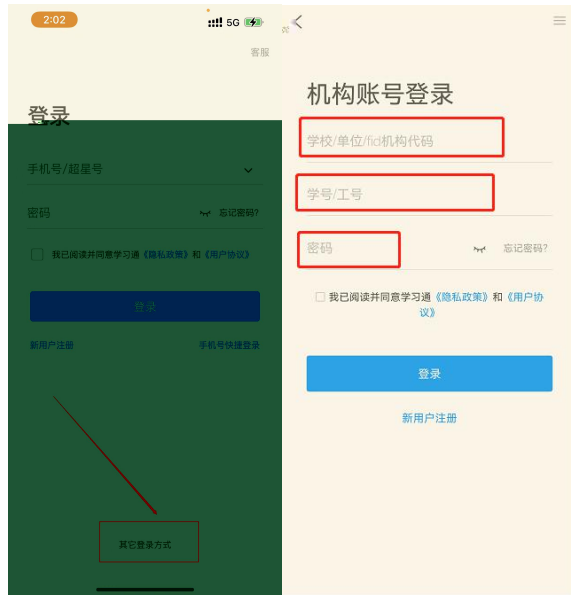 2:02
5G
客服
登录
手机号/超星号
密码
忘记密码?
我已阅读并同意学习通《隐私政策》和《用户协议》
登录
新用户注册
手机号快捷登录
其它登录方式
机构账号登录
学校/单位/fid机构代码
学号/工号
密码
忘记密码?
我已阅读并同意学习通《隐私政策》和《用户协
议》
登录
新用户注册